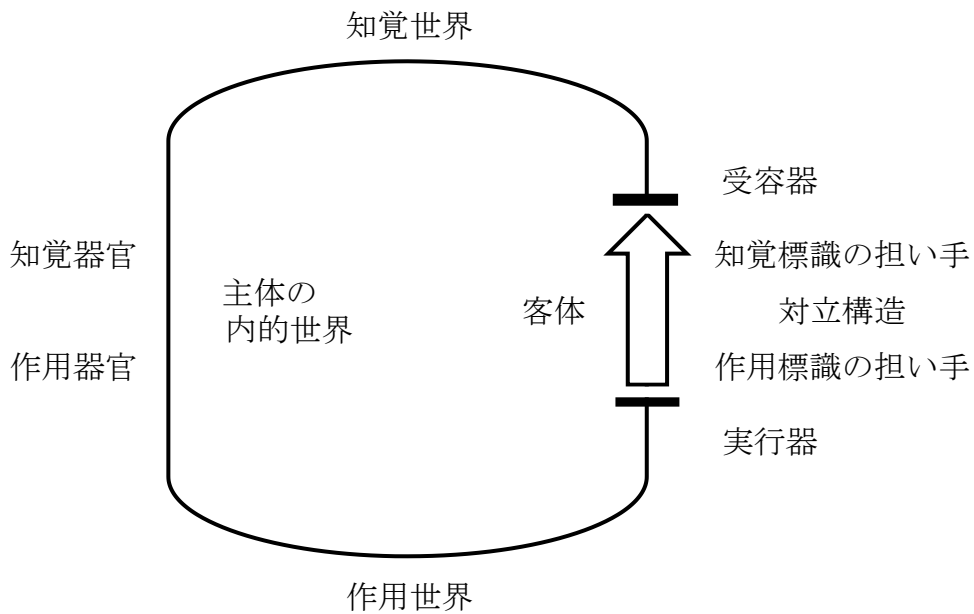 知覚世界
受容器
知覚器官
知覚標識の担い手
主体の
内的世界
客体
対立構造
作用器官
作用標識の担い手
実行器
作用世界